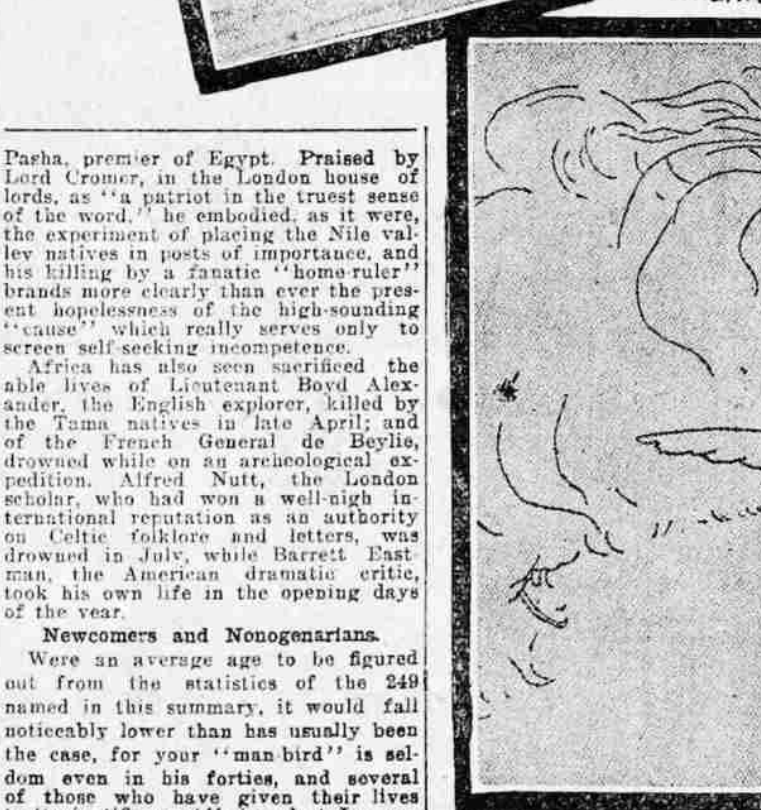 Pasha, premier of Egypt. Praised by
Lord Cromer, in the London house of
lords, as "a patriot in the truest sense
of the word," he embodied, as it were,
the experiment of placing the Nile val-
ley natives in posts of importance, and
his killing by a fanatic "home-ruler"
brands more clearly than ever the pres-
ent hopelessness of the high-sounding
"cause" which really serves only to
screen self-seeking incompetence.
Africa has also seen sacrificed the
able lives of Lieutenant Boyd Alex-
ander, the English explorer, killed by
the Tama natives in late April; and
of the French General de Beylie,
drowned while on an archeological ex-
pedition. Alfred Nutt, the London
scholar, who had won a well-nigh in-
ternational reputation as an authority
on Celtic folklore and letters, was
drowned in July, while Barrett East-
man, the American dramatic critic,
took his own life in the opening days
of the year.
Newcomers and Nonogenarians.
Were an average age to be figured
out from the statistics of the 249
named in this summary, it would fall
noticeably lower than has usually been
the case, for your "man-bird" is sel-
dom even in his forties, and several
of those who have given their lives